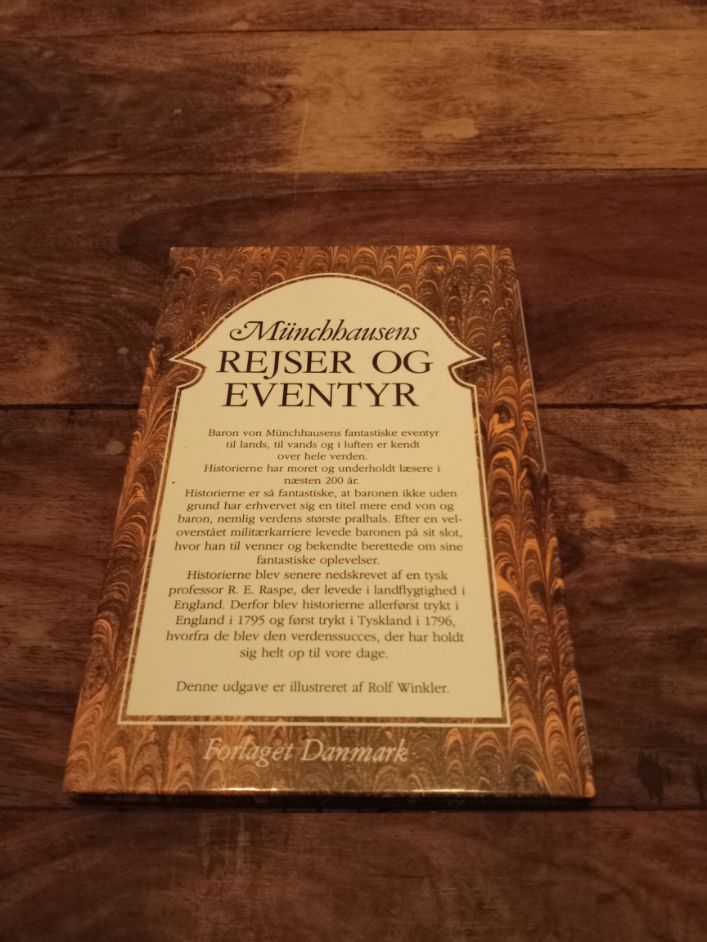 Münchhausens
REJSER OG
EVENTYR
Baron von Münchhausens fantastiske eventyr
til lands, til vands og i luften er kendt
over hele verden.
Historierne har moret og underholdt læsere i
næsten 200 år.
Historierne er så fantastiske, at baronen ikke uden
grund har erhvervet sig en titel mere end von og
baron, nemlig verdens største pralhals. Efter en vel-
overstået militærkarriere levede baronen på sit slot,
hvor han til venner og bekendte berettede om sine
fantastiske oplevelser.
Historierne blev senere nedskrevet af en tysk
professor R. E. Raspe, der levede i landflygtighed i
England. Derfor blev historierne allerførst trykt i
England i 1795 og først trykt i Tyskland i 1796,
hvorfra de blev den verdenssucces, der har holdt
sig helt op til vore dage.
Denne udgave er illustreret af Rolf Winkler.
Forlaget Danmark